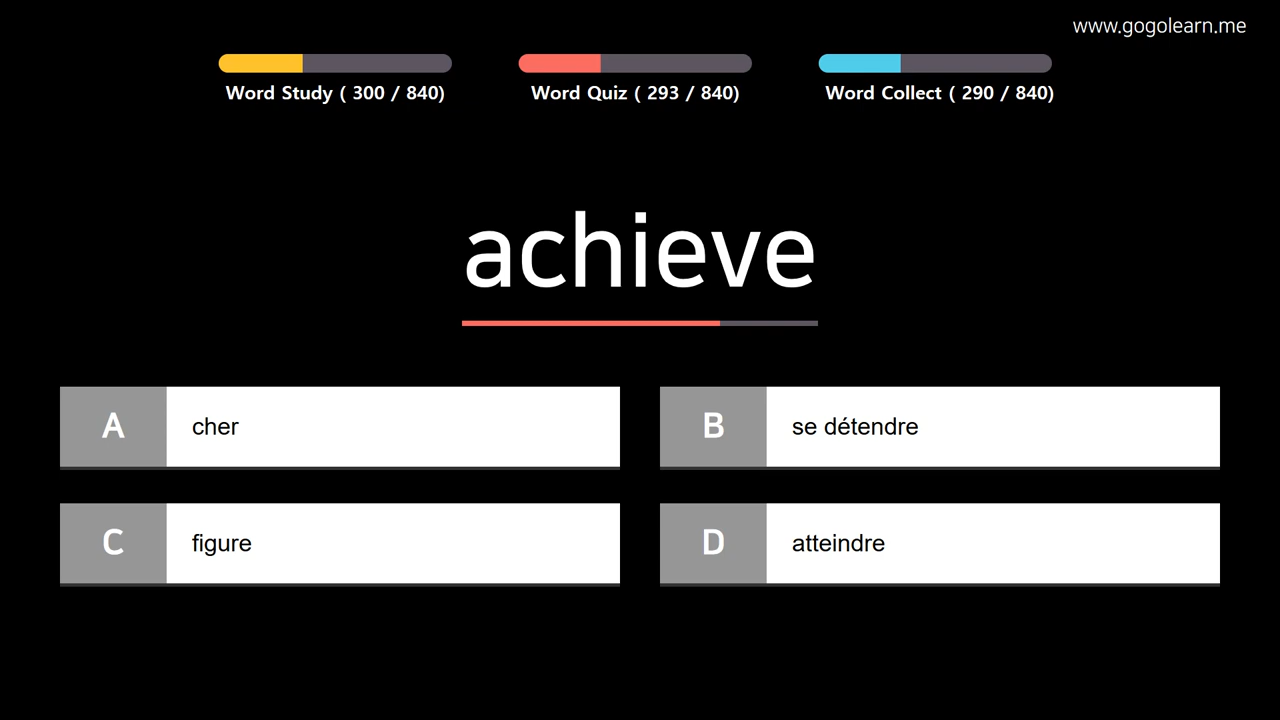 www.gogolearn.me
Word Study ( 300 / 840)
Word Quiz ( 293 / 840)
Word Collect ( 290 / 840)
achieve
A cher
B se détendre
C figure
D atteindre